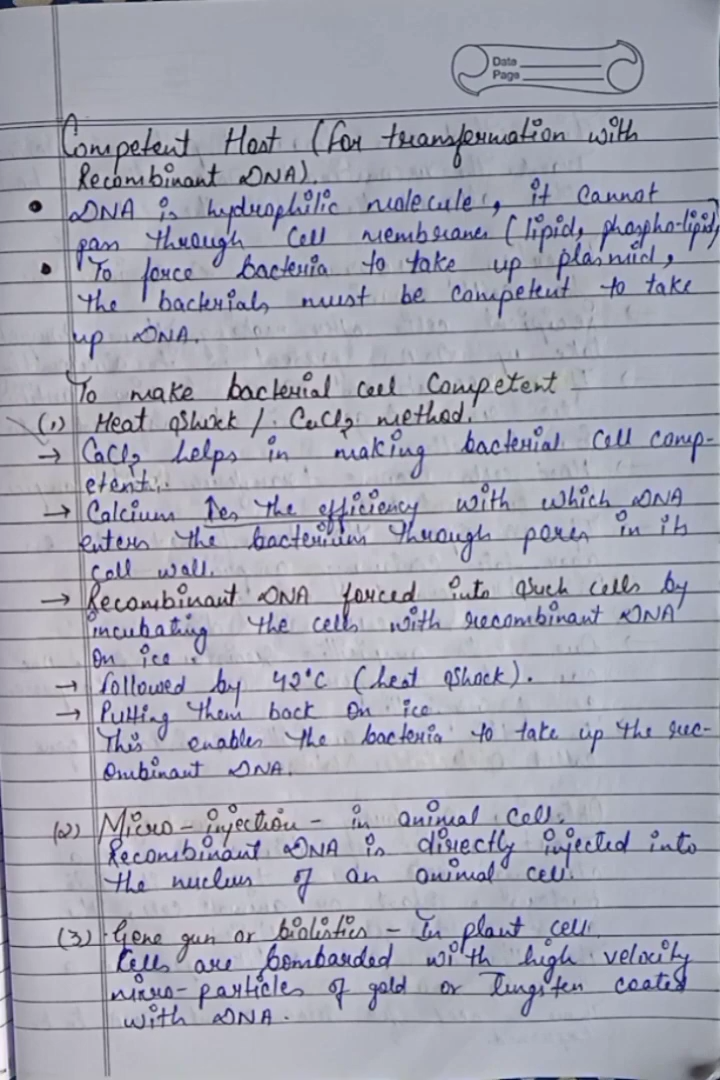 Date
Page
Competent Host (for transformation with
Recombinant DNA).
• DNA is hydrophilic molecule, it cannot
pass through cell membranes (lipid, phospho-lipid)
• To force bacteria to take up plasmid,
the bacterials must be competent to take
up DNA.
To make bacterial cell Competent
(1) Heat shock / CaCl2 method.
→ CaCl2 helps in making bacterial cell comp-
etent.
→ Calcium ↑es the efficiency with which DNA
enters the bacterium through pores in its
cell wall.
→ Recombinant DNA forced into such cells by
incubating the cells with recombinant DNA
on ice.
→ followed by 42°C (heat shock).
→ Putting them back on ice.
This enables the bacteria to take up the rec-
ombinant DNA.
(2) Micro-injection - in animal cell.
Recombinant DNA is directly injected into
the nucleus of an animal cell.
(3) Gene gun or biolistics - In plant cell.
Cells are bombarded with high velocity
micro-particles of gold or Tungsten coated
with DNA.